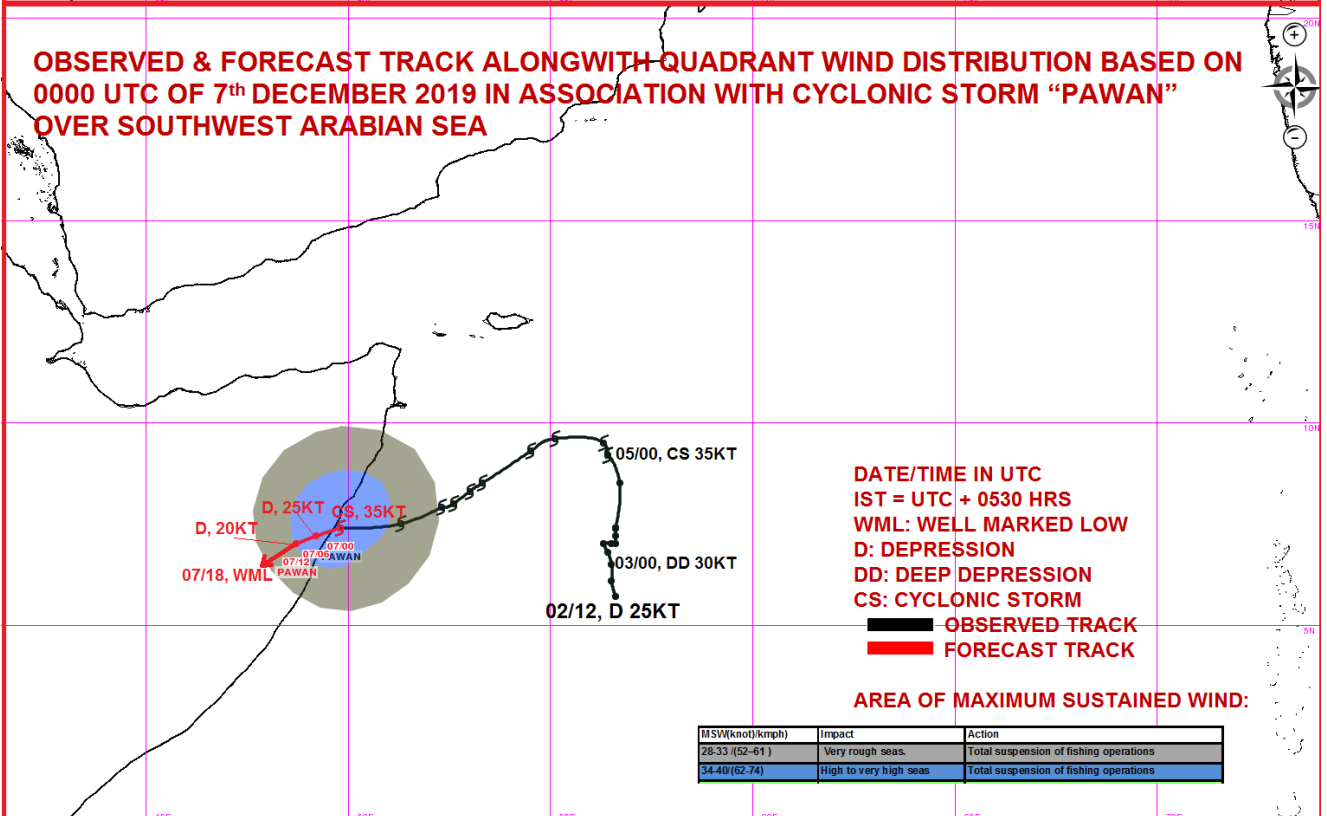 OBSERVED & FORECAST TRACK ALONGWITH QUADRANT WIND DISTRIBUTION BASED ON
0000 UTC OF 7th DECEMBER 2019 IN ASSOCIATION WITH CYCLONIC STORM “PAWAN”
OVER SOUTHWEST ARABIAN SEA
+
-
20N
15N
10N
05/00, CS 35KT
DATE/TIME IN UTC
IST = UTC + 0530 HRS
WML: WELL MARKED LOW
D: DEPRESSION
DD: DEEP DEPRESSION
CS: CYCLONIC STORM
OBSERVED TRACK
FORECAST TRACK
D, 25KT
CS, 35KT
D, 20KT
07/00
PAWAN
07/06
07/12
PAWAN
07/18, WML
03/00, DD 30KT
02/12, D 25KT
5N
AREA OF MAXIMUM SUSTAINED WIND:
MSW(knot)/kmph) Impact Action
28-33 /(52–61 ) Very rough seas. Total suspension of fishing operations
34-40/(62-74) High to very high seas Total suspension of fishing operations